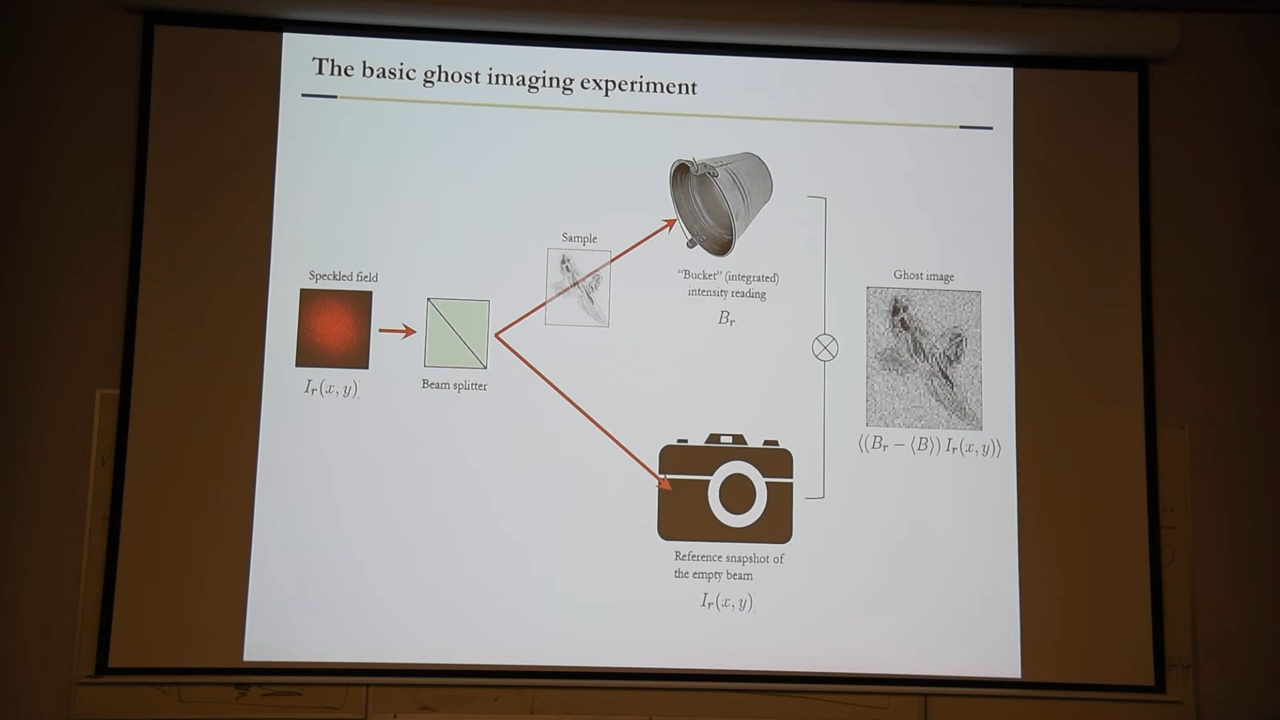 The basic ghost imaging experiment
Speckled field
I_r(x, y)
Beam splitter
Sample
“Bucket” (integrated)
intensity reading
B_r
Reference snapshot of
the empty beam
I_r(x, y)
Ghost image
⟨(B_r − ⟨B⟩) I_r(x, y)⟩